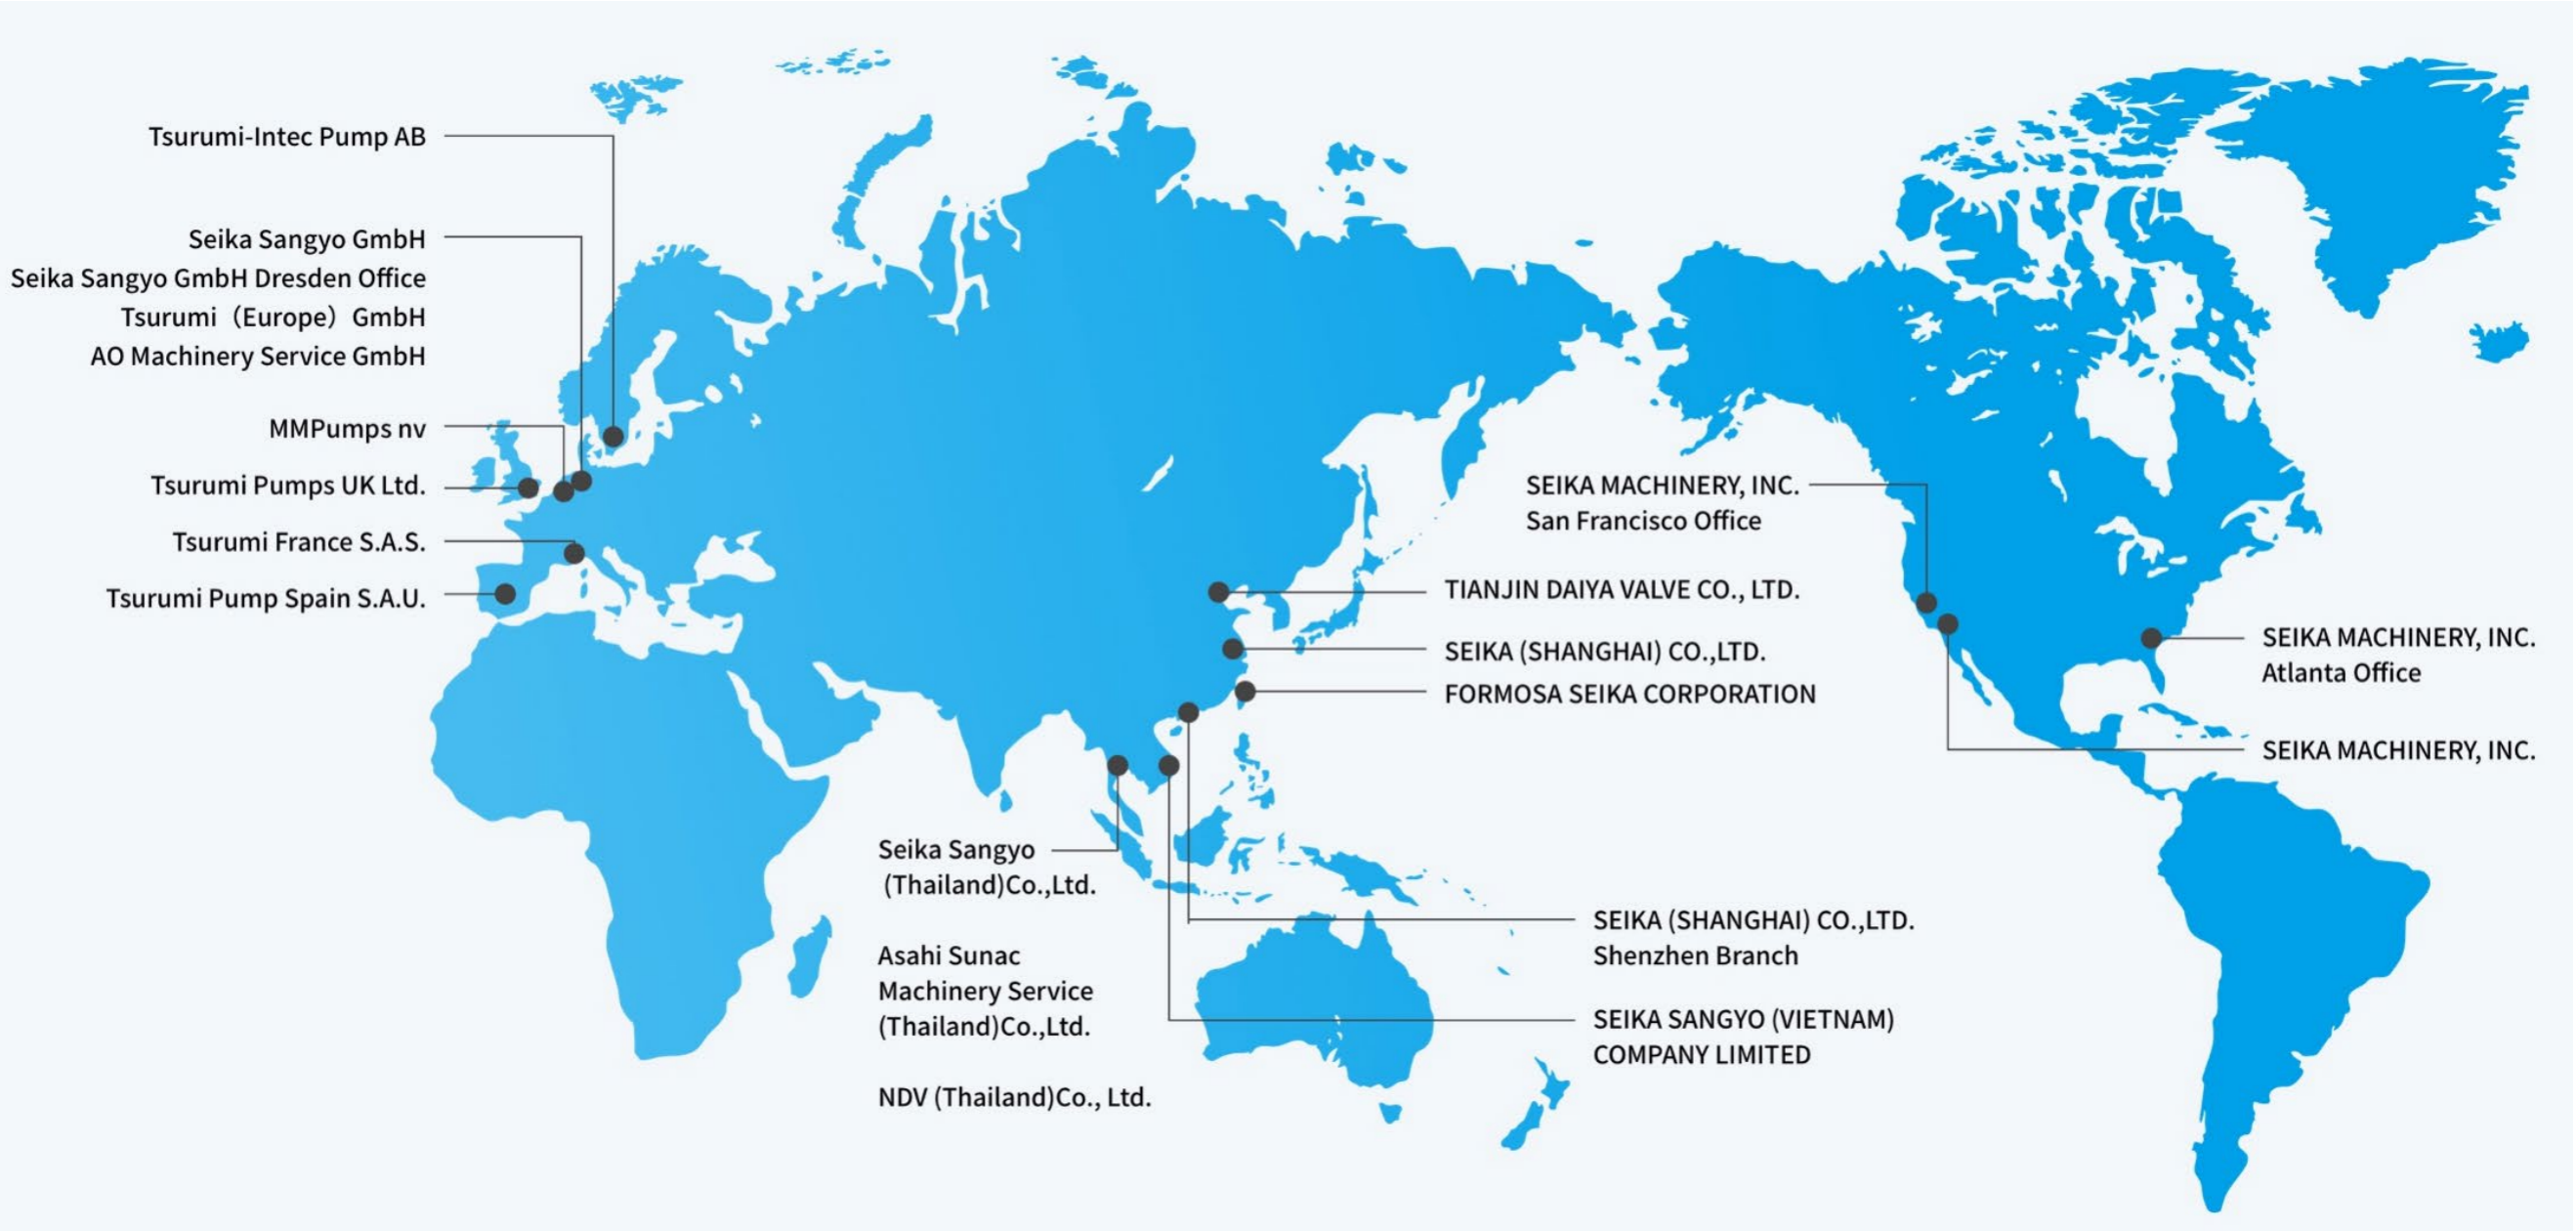 Tsurumi-Intec Pump AB
Seika Sangyo GmbH
Seika Sangyo GmbH Dresden Office
Tsurumi（Europe）GmbH
AO Machinery Service GmbH
MMPumps nv
Tsurumi Pumps UK Ltd.
Tsurumi France S.A.S.
Tsurumi Pump Spain S.A.U.
Seika Sangyo
(Thailand)Co.,Ltd.
Asahi Sunac
Machinery Service
(Thailand)Co.,Ltd.
NDV (Thailand)Co., Ltd.
SEIKA MACHINERY, INC.
San Francisco Office
TIANJIN DAIYA VALVE CO., LTD.
SEIKA (SHANGHAI) CO.,LTD.
FORMOSA SEIKA CORPORATION
SEIKA (SHANGHAI) CO.,LTD.
Shenzhen Branch
SEIKA SANGYO (VIETNAM)
COMPANY LIMITED
SEIKA MACHINERY, INC.
Atlanta Office
SEIKA MACHINERY, INC.